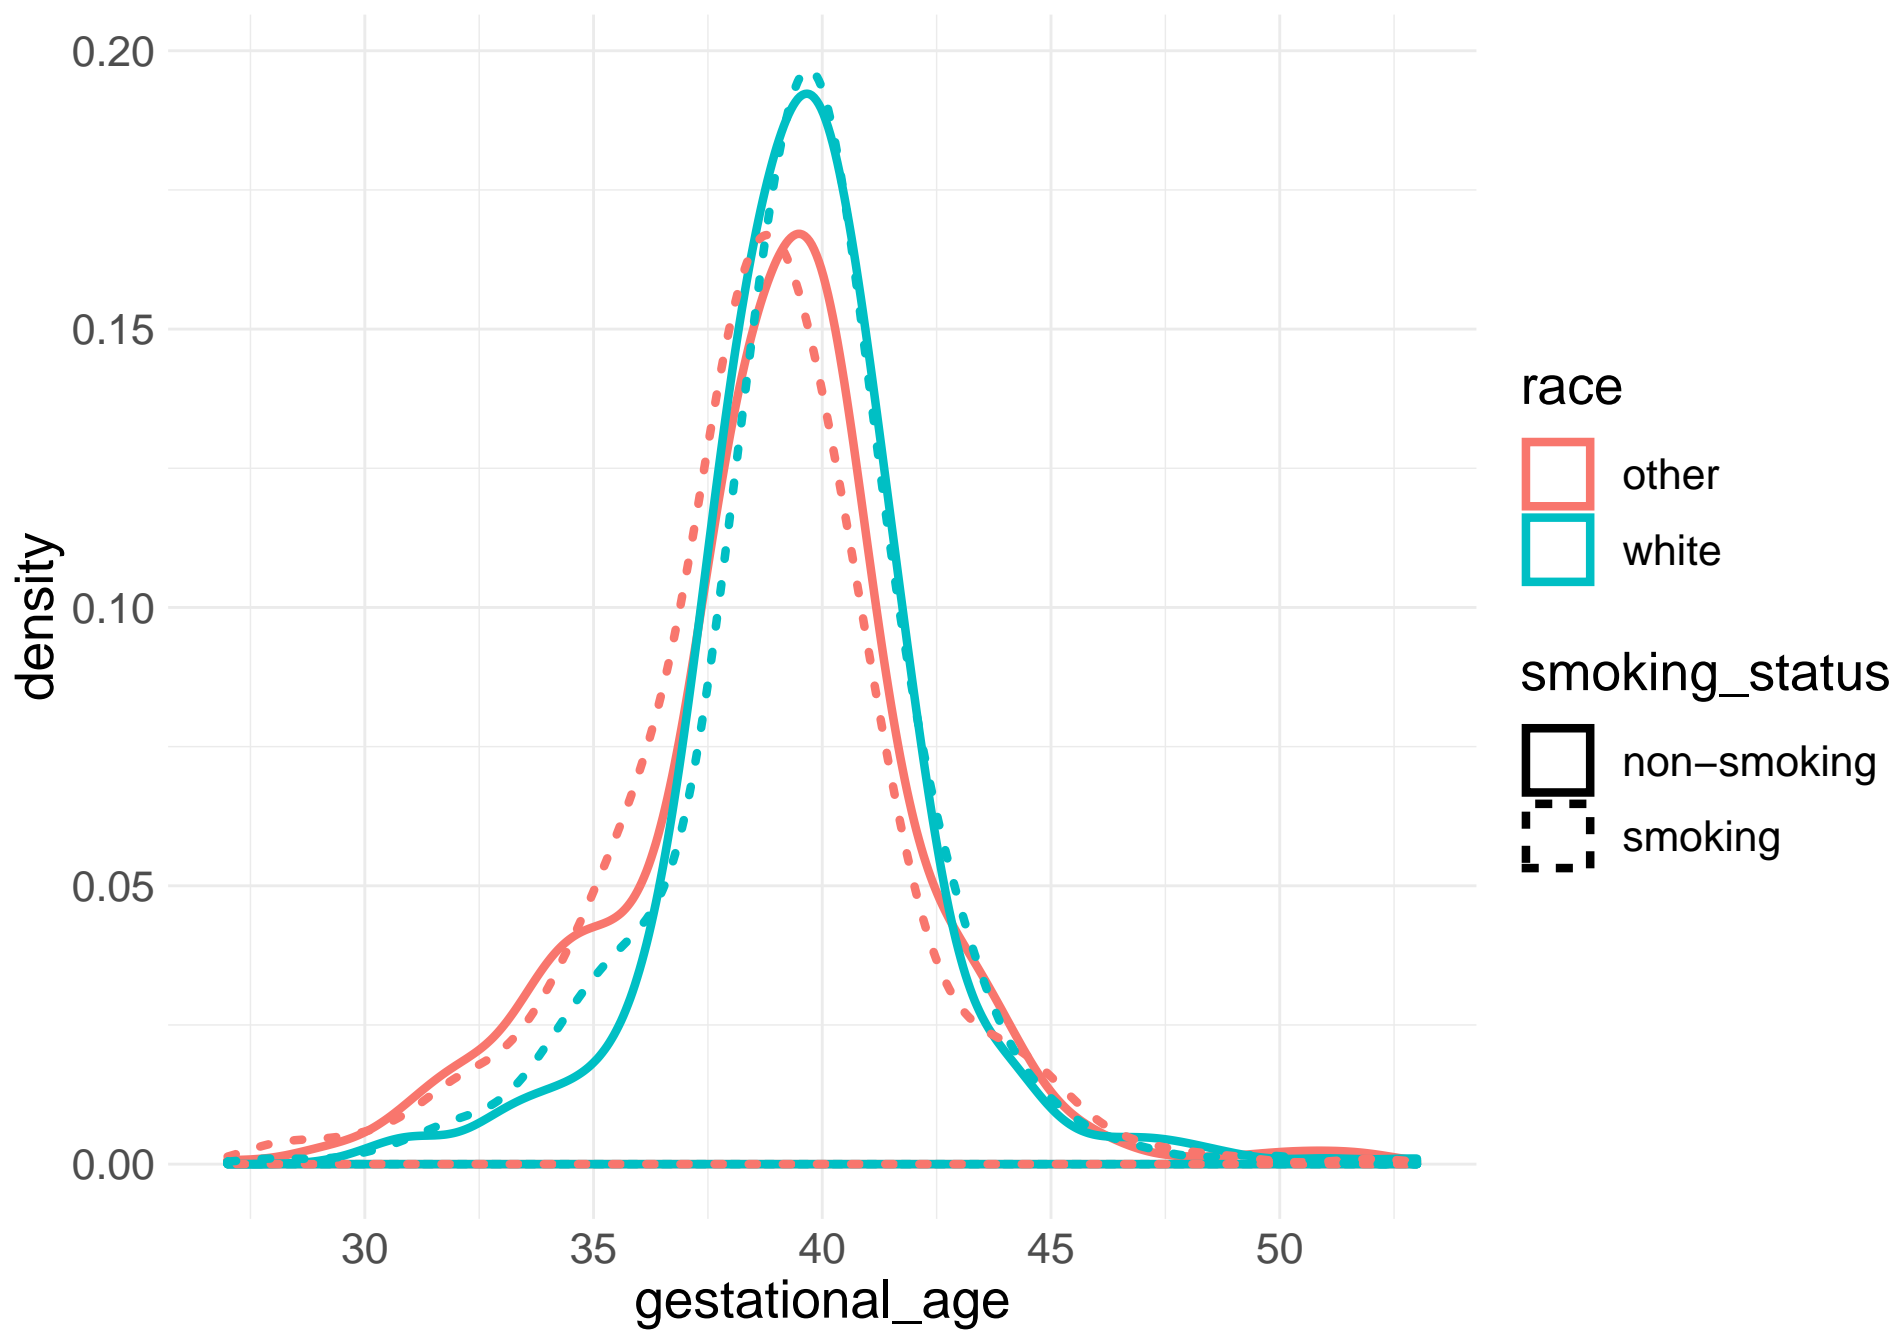 0.20
0.15
0.10
0.05
0.00
density
30 35 40 45 50
gestational_age
race
other
white
smoking_status
non−smoking
smoking